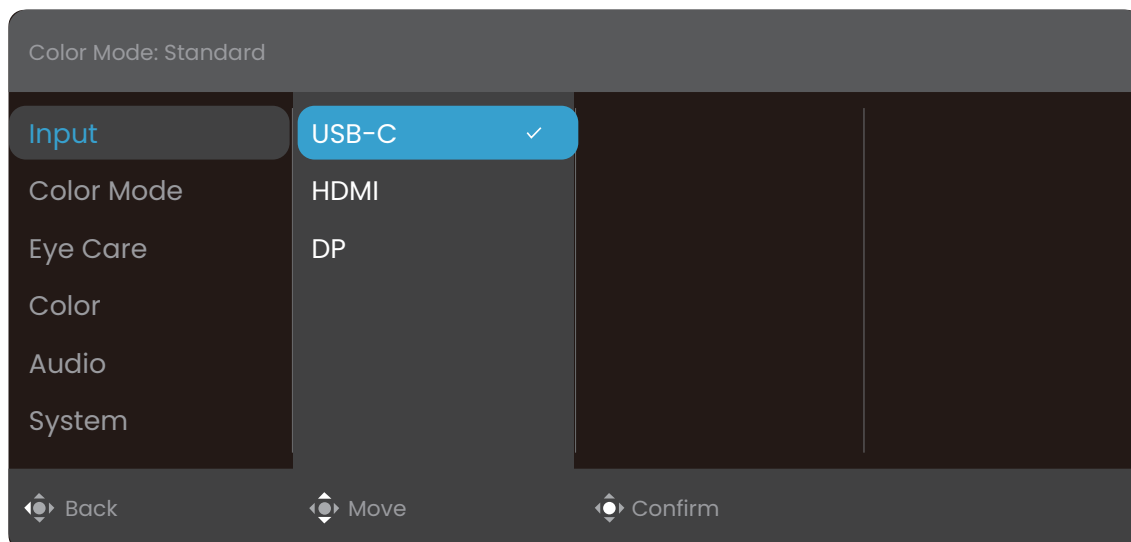 Color Mode: Standard
Input
USB-C
Color Mode
HDMI
Eye Care
DP
Color
Audio
System
Back
Move
Confirm